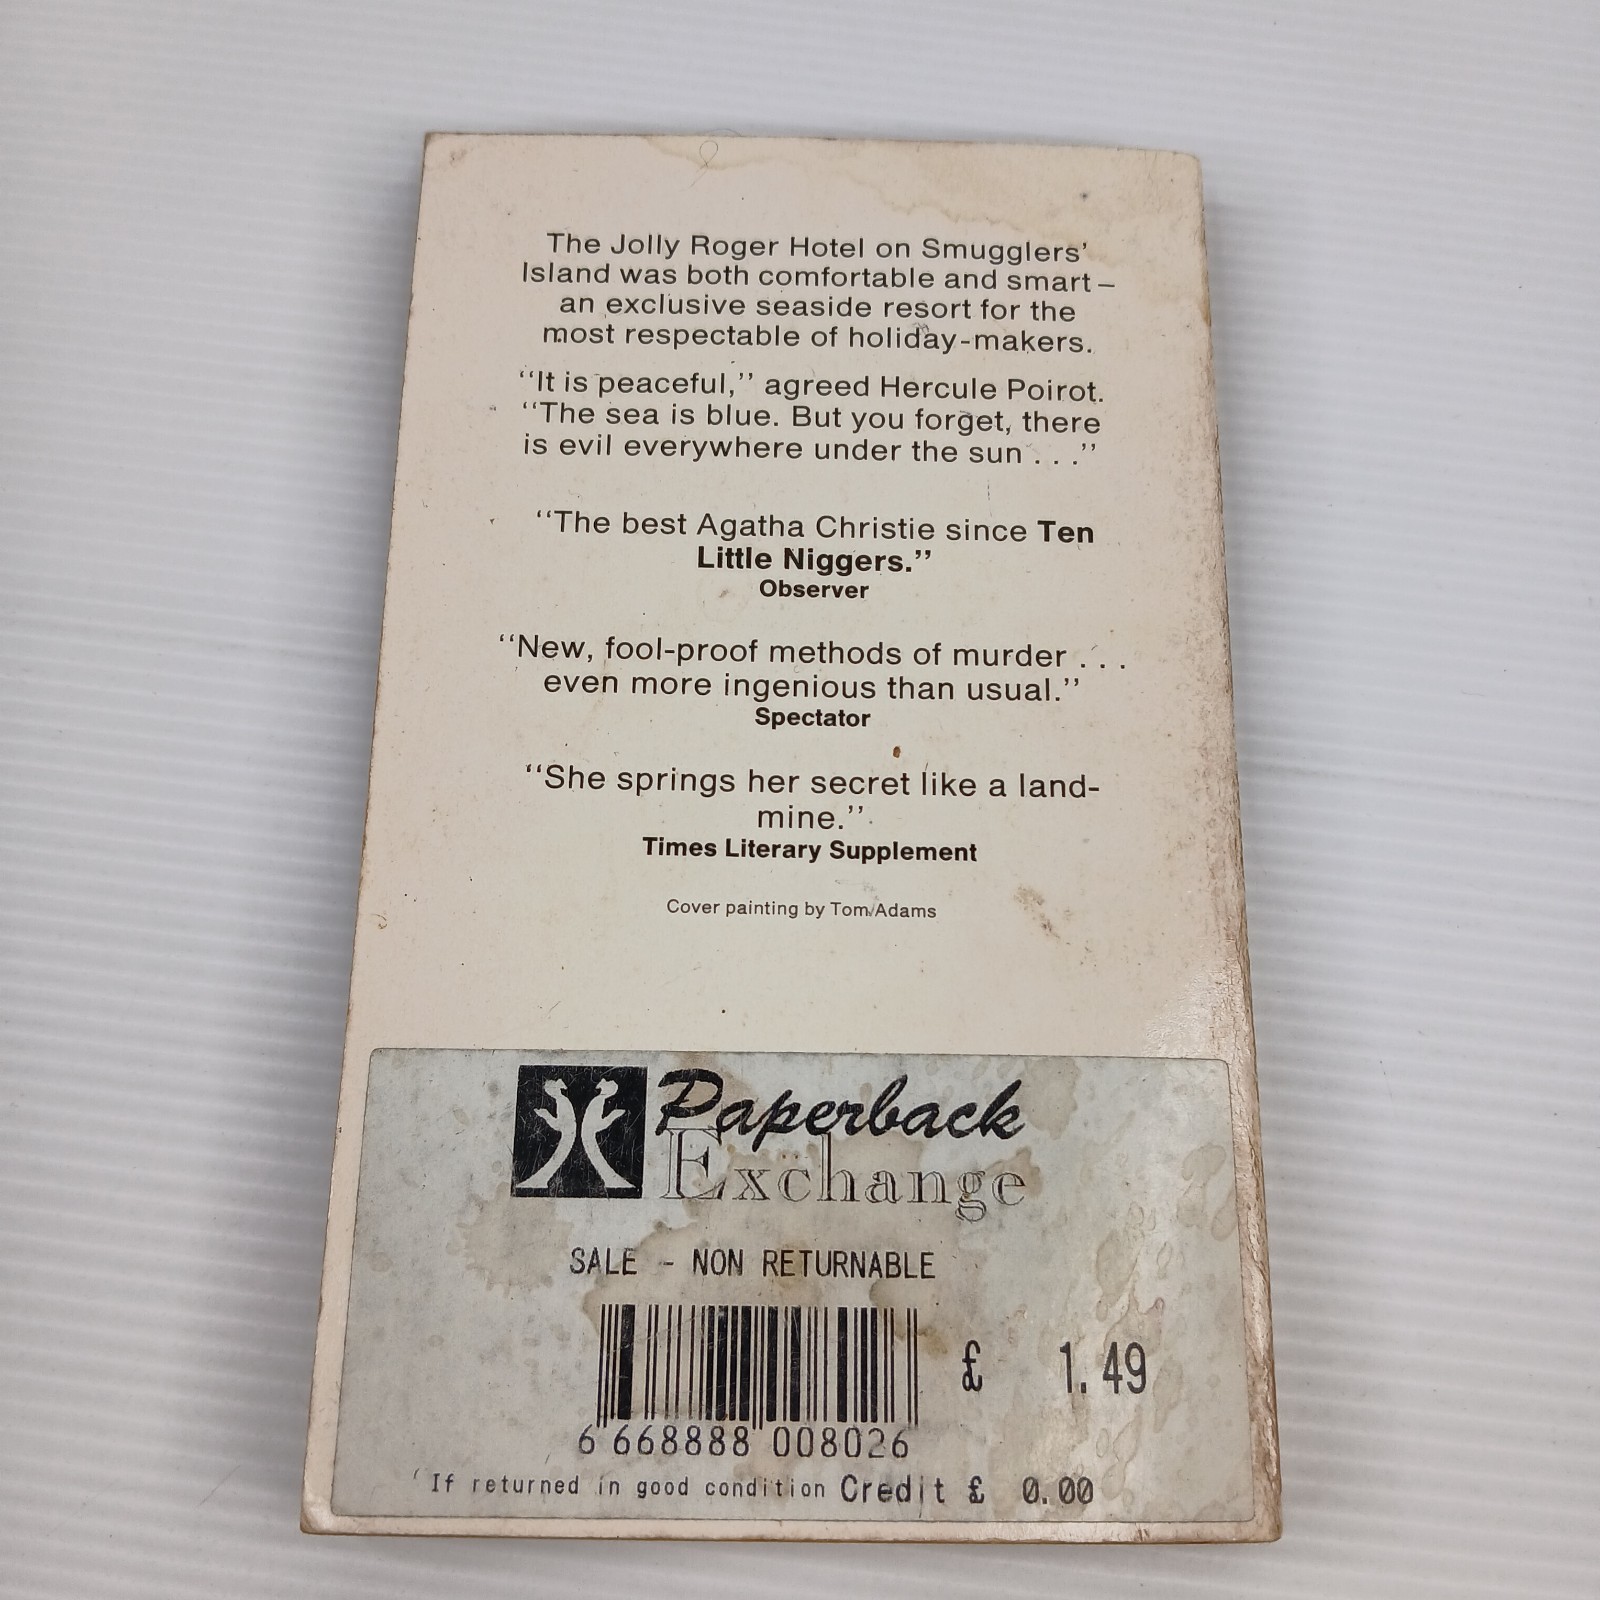 The Jolly Roger Hotel on Smugglers'
Island was both comfortable and smart–
an exclusive seaside resort for the
most respectable of holiday-makers.
"It is peaceful," agreed Hercule Poirot.
"The sea is blue. But you forget, there
is evil everywhere under the sun . . ."
"The best Agatha Christie since Ten
Little Niggers."
Observer
"New, fool-proof methods of murder . . .
even more ingenious than usual."
Spectator
"She springs her secret like a land-
mine."
Times Literary Supplement
Cover painting by Tom Adams
Paperback
Exchange
SALE - NON RETURNABLE
£ 1.49
6 668888 008026
If returned in good condition Credit £ 0.00